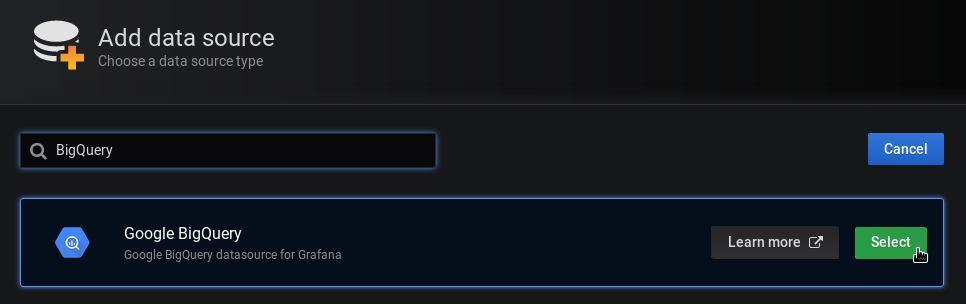 Add data source
Choose a data source type
BigQuery
Cancel
Google BigQuery
Google BigQuery datasource for Grafana
Learn more
Select